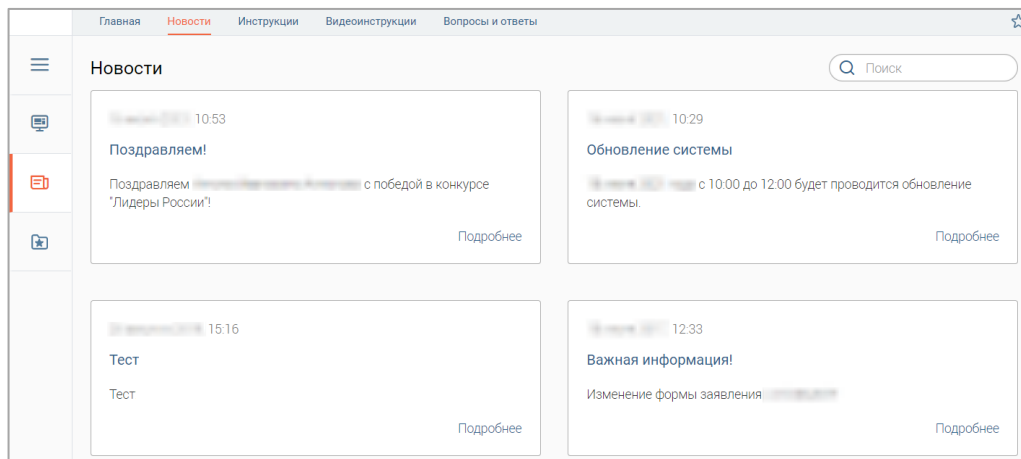 Главная Новости Инструкции Видеоинструкции Вопросы и ответы
Новости
Поиск
10:53
Поздравляем!
Поздравляем с победой в конкурсе
"Лидеры России"!
Подробнее
10:29
Обновление системы
с 10:00 до 12:00 будет проводится обновление
системы.
Подробнее
15:16
Тест
Тест
Подробнее
12:33
Важная информация!
Изменение формы заявления
Подробнее